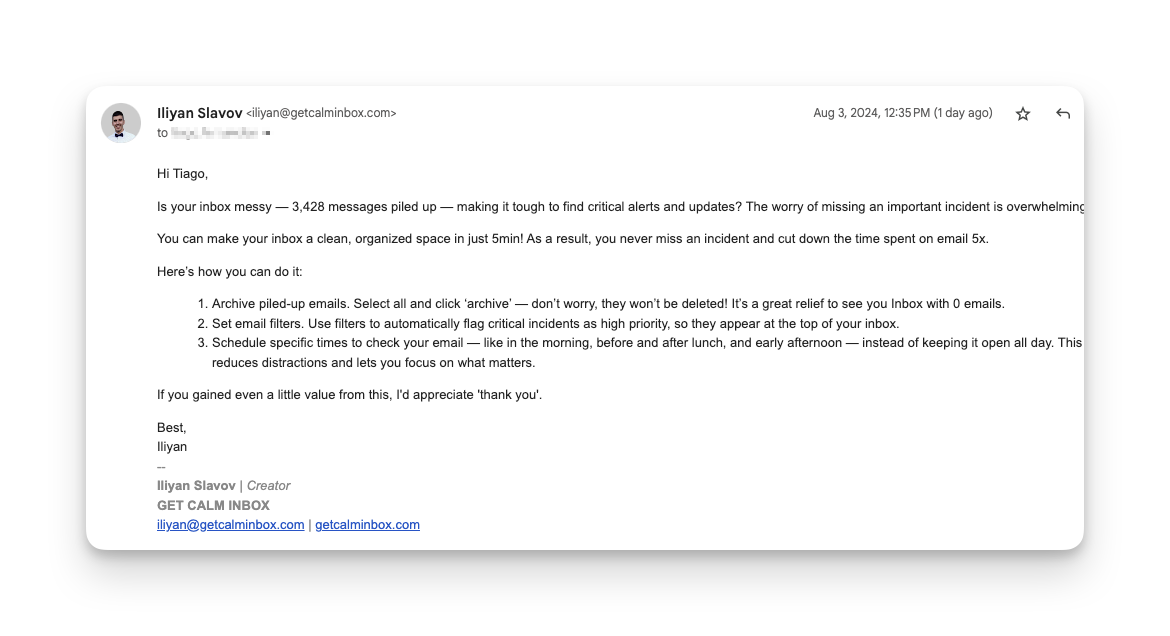 Iliyan Slavov <iliyan@getcalminbox.com>
Aug 3, 2024, 12:35 PM (1 day ago)
to
Hi Tiago,
Is your inbox messy — 3,428 messages piled up — making it tough to find critical alerts and updates? The worry of missing an important incident is overwhelming
You can make your inbox a clean, organized space in just 5min! As a result, you never miss an incident and cut down the time spent on email 5x.
Here’s how you can do it:
1. Archive piled-up emails. Select all and click ‘archive’ — don’t worry, they won’t be deleted! It’s a great relief to see you Inbox with 0 emails.
2. Set email filters. Use filters to automatically flag critical incidents as high priority, so they appear at the top of your inbox.
3. Schedule specific times to check your email — like in the morning, before and after lunch, and early afternoon — instead of keeping it open all day. This
reduces distractions and lets you focus on what matters.
If you gained even a little value from this, I'd appreciate 'thank you'.
Best,
Iliyan
--
Iliyan Slavov | Creator
GET CALM INBOX
iliyan@getcalminbox.com | getcalminbox.com